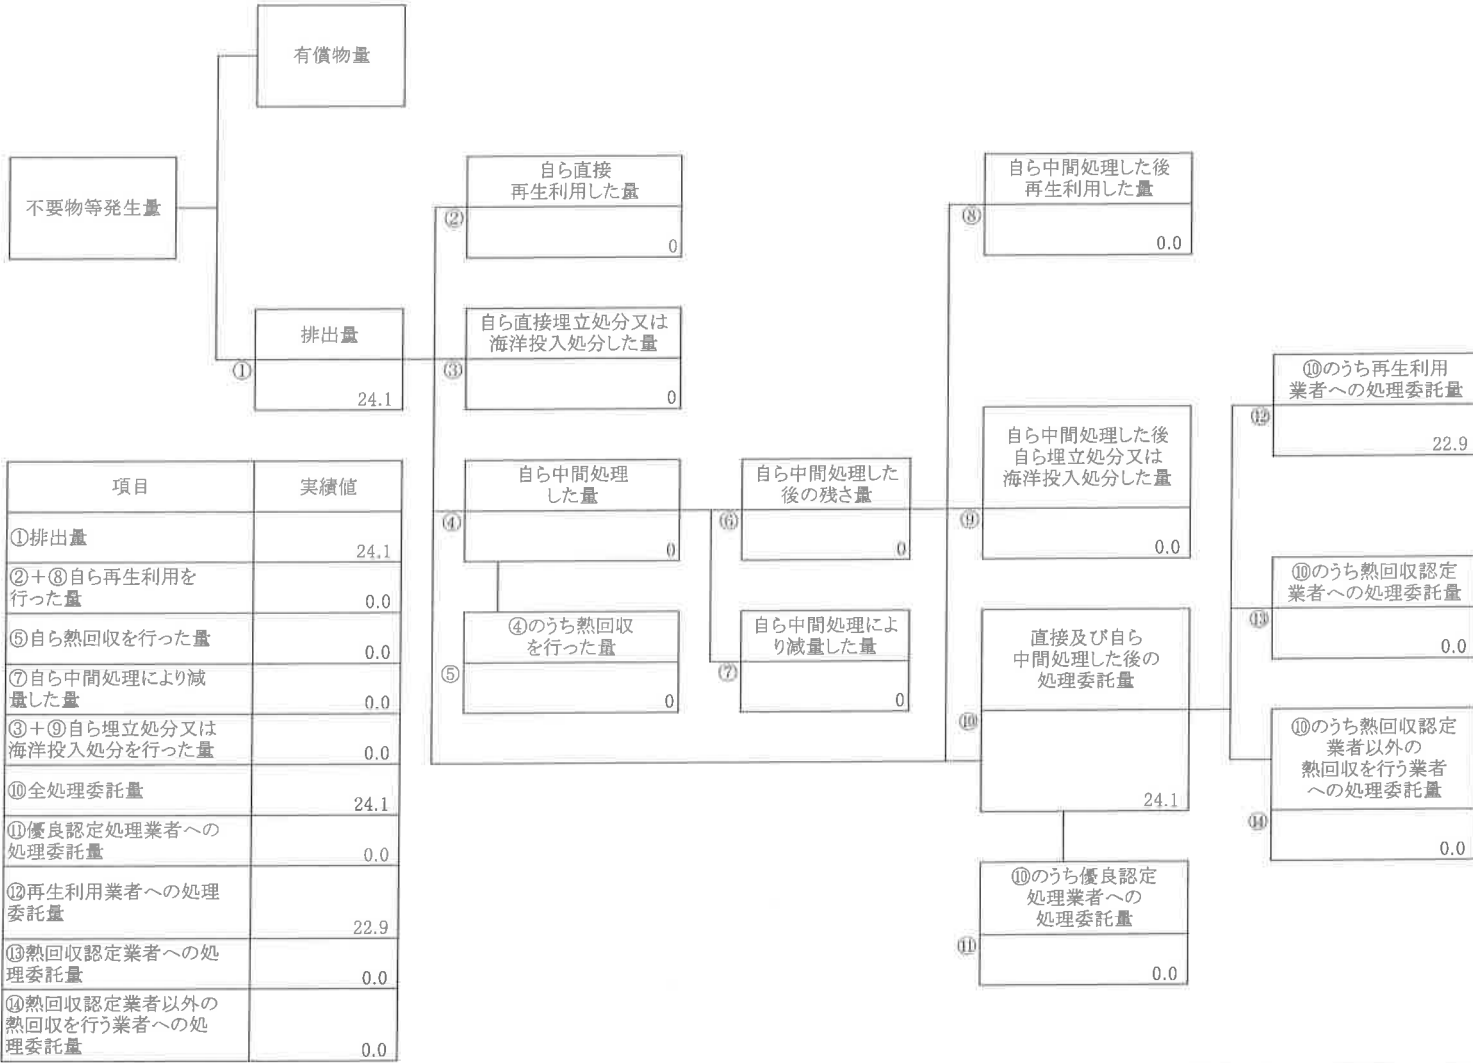 有償物量
不要物等発生量
排出量
①
24.1
自ら直接
再生利用した量
②
0
自ら直接埋立処分又は
海洋投入処分した量
③
0
自ら中間処理
した量
④
0
④のうち熱回収
を行った量
⑤
0
自ら中間処理した
後の残さ量
⑥
0
自ら中間処理によ
り減量した量
⑦
0
自ら中間処理した後
再生利用した量
⑧
0.0
自ら中間処理した後
自ら埋立処分又は
海洋投入処分した量
⑨
0.0
直接及び自ら
中間処理した後の
処理委託量
⑩
24.1
⑩のうち優良認定
処理業者への
処理委託量
⑪
0.0
⑩のうち再生利用
業者への処理委託量
⑫
22.9
⑩のうち熱回収認定
業者への処理委託量
⑬
0.0
⑩のうち熱回収認定
業者以外の
熱回収を行う業者
への処理委託量
⑭
0.0
項目 実績値
①排出量
24.1
②+⑧自ら再生利用を
行った量 0.0
⑤自ら熱回収を行った量
0.0
⑦自ら中間処理により減
量した量 0.0
③+⑨自ら埋立処分又は
海洋投入処分を行った量 0.0
⑩全処理委託量
24.1
⑪優良認定処理業者への
処理委託量 0.0
⑫再生利用業者への処理
委託量 22.9
⑬熱回収認定業者への処
理委託量 0.0
⑭熱回収認定業者以外の
熱回収を行う業者への処
理委託量 0.0